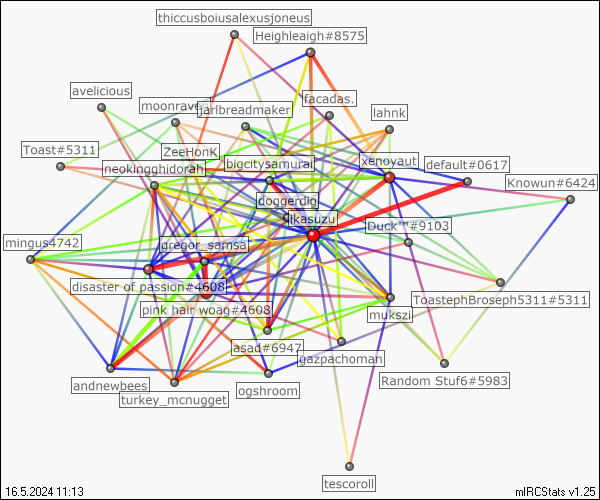 thiccusboiusalexusjoneus
Heighleaigh#8575
avelicious
moonrave
jarlbreadmaker
facadas.
lahnk
Toast#5311
ZeeHonK
neokingghidorah
bigcitysamurai
xenoyaut
default#0617
Knowun#6424
doggerdig
ikasuzu
Duck™#9103
mingus4742
gregor_samsa
disaster of passion#4608
pink hair woag#4608
ToastephBroseph5311#5311
mukszi
asad#6947
gazpachoman
Random Stuf6#5983
andnewbees
turkey_mcnugget
ogshroom
tescoroll
16.5.2024 11:13
mIRCStats v1.25